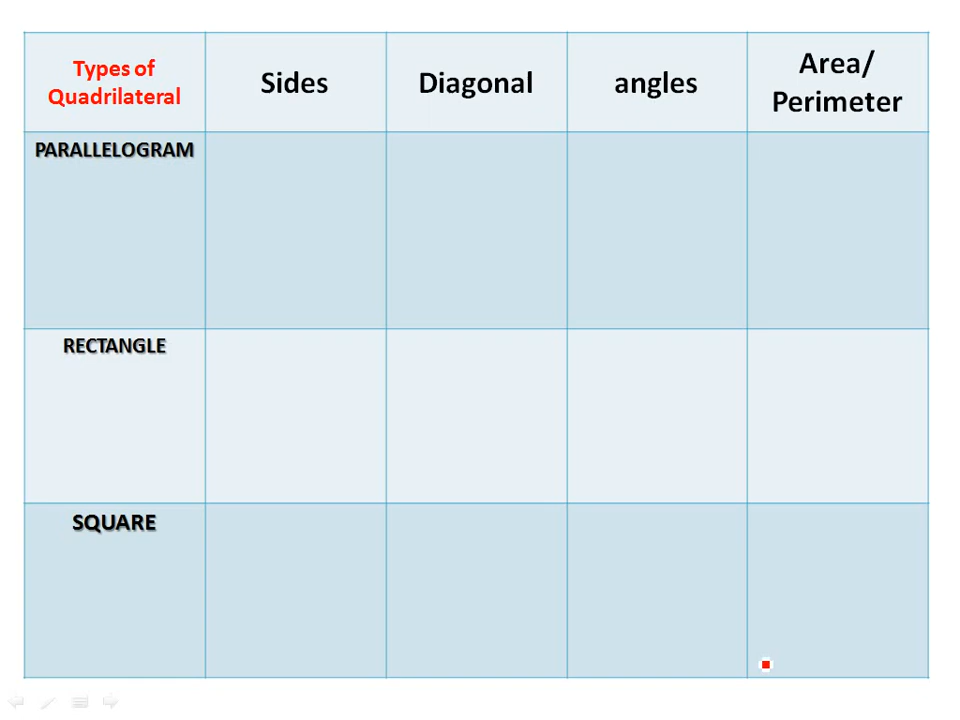 Types of
Quadrilateral
Sides
Diagonal
angles
Area/
Perimeter
PARALLELOGRAM
RECTANGLE
SQUARE